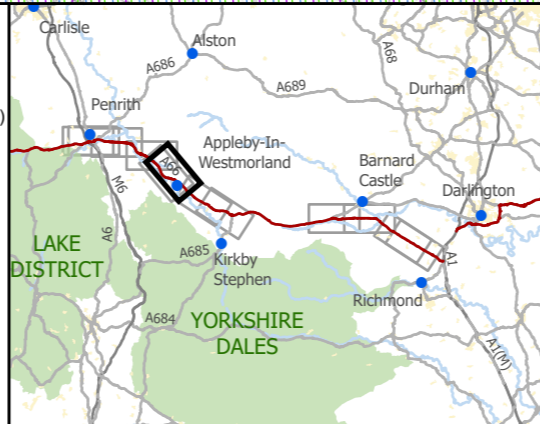 Carlisle
Alston
A68
A686
A689
Durham
)
Penrith
Appleby-In-
Westmorland
A66
Barnard
Castle
Darlington
M6
A6
LAKE
DISTRICT
A685
Kirkby
Stephen
A1
Richmond
A684
YORKSHIRE
DALES
A1(M)